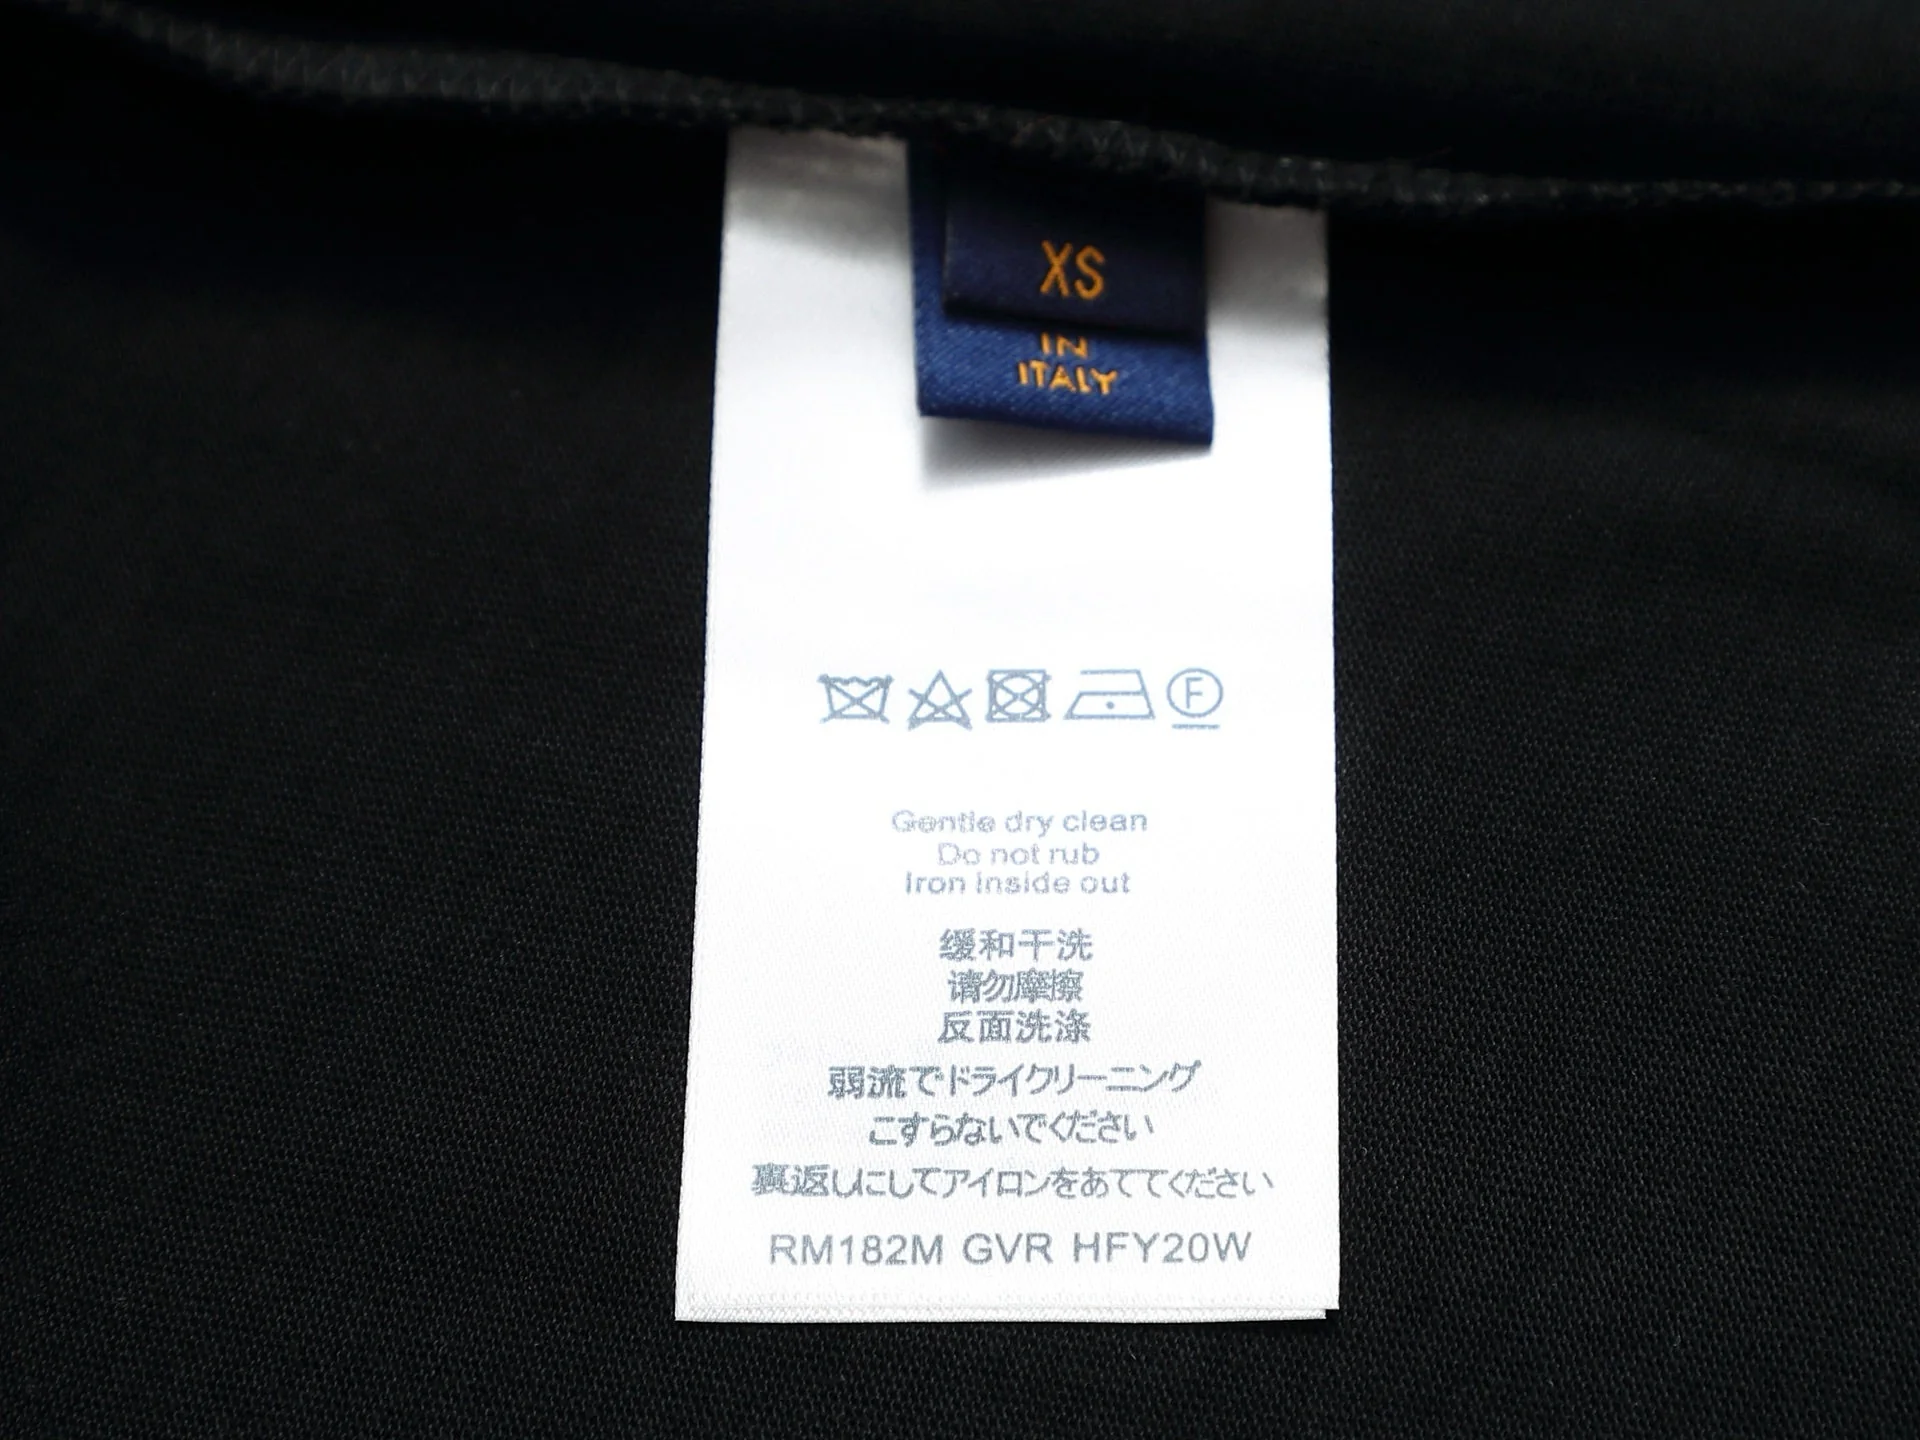 XS
IN
ITALY
F
Gentle dry clean
Do not rub
Iron inside out
缓和干洗
请勿摩擦
反面洗涤
弱流でドライクリーニング
こすらないでください
裏返しにしてアイロンをあててください
RM182M GVR HFY20W